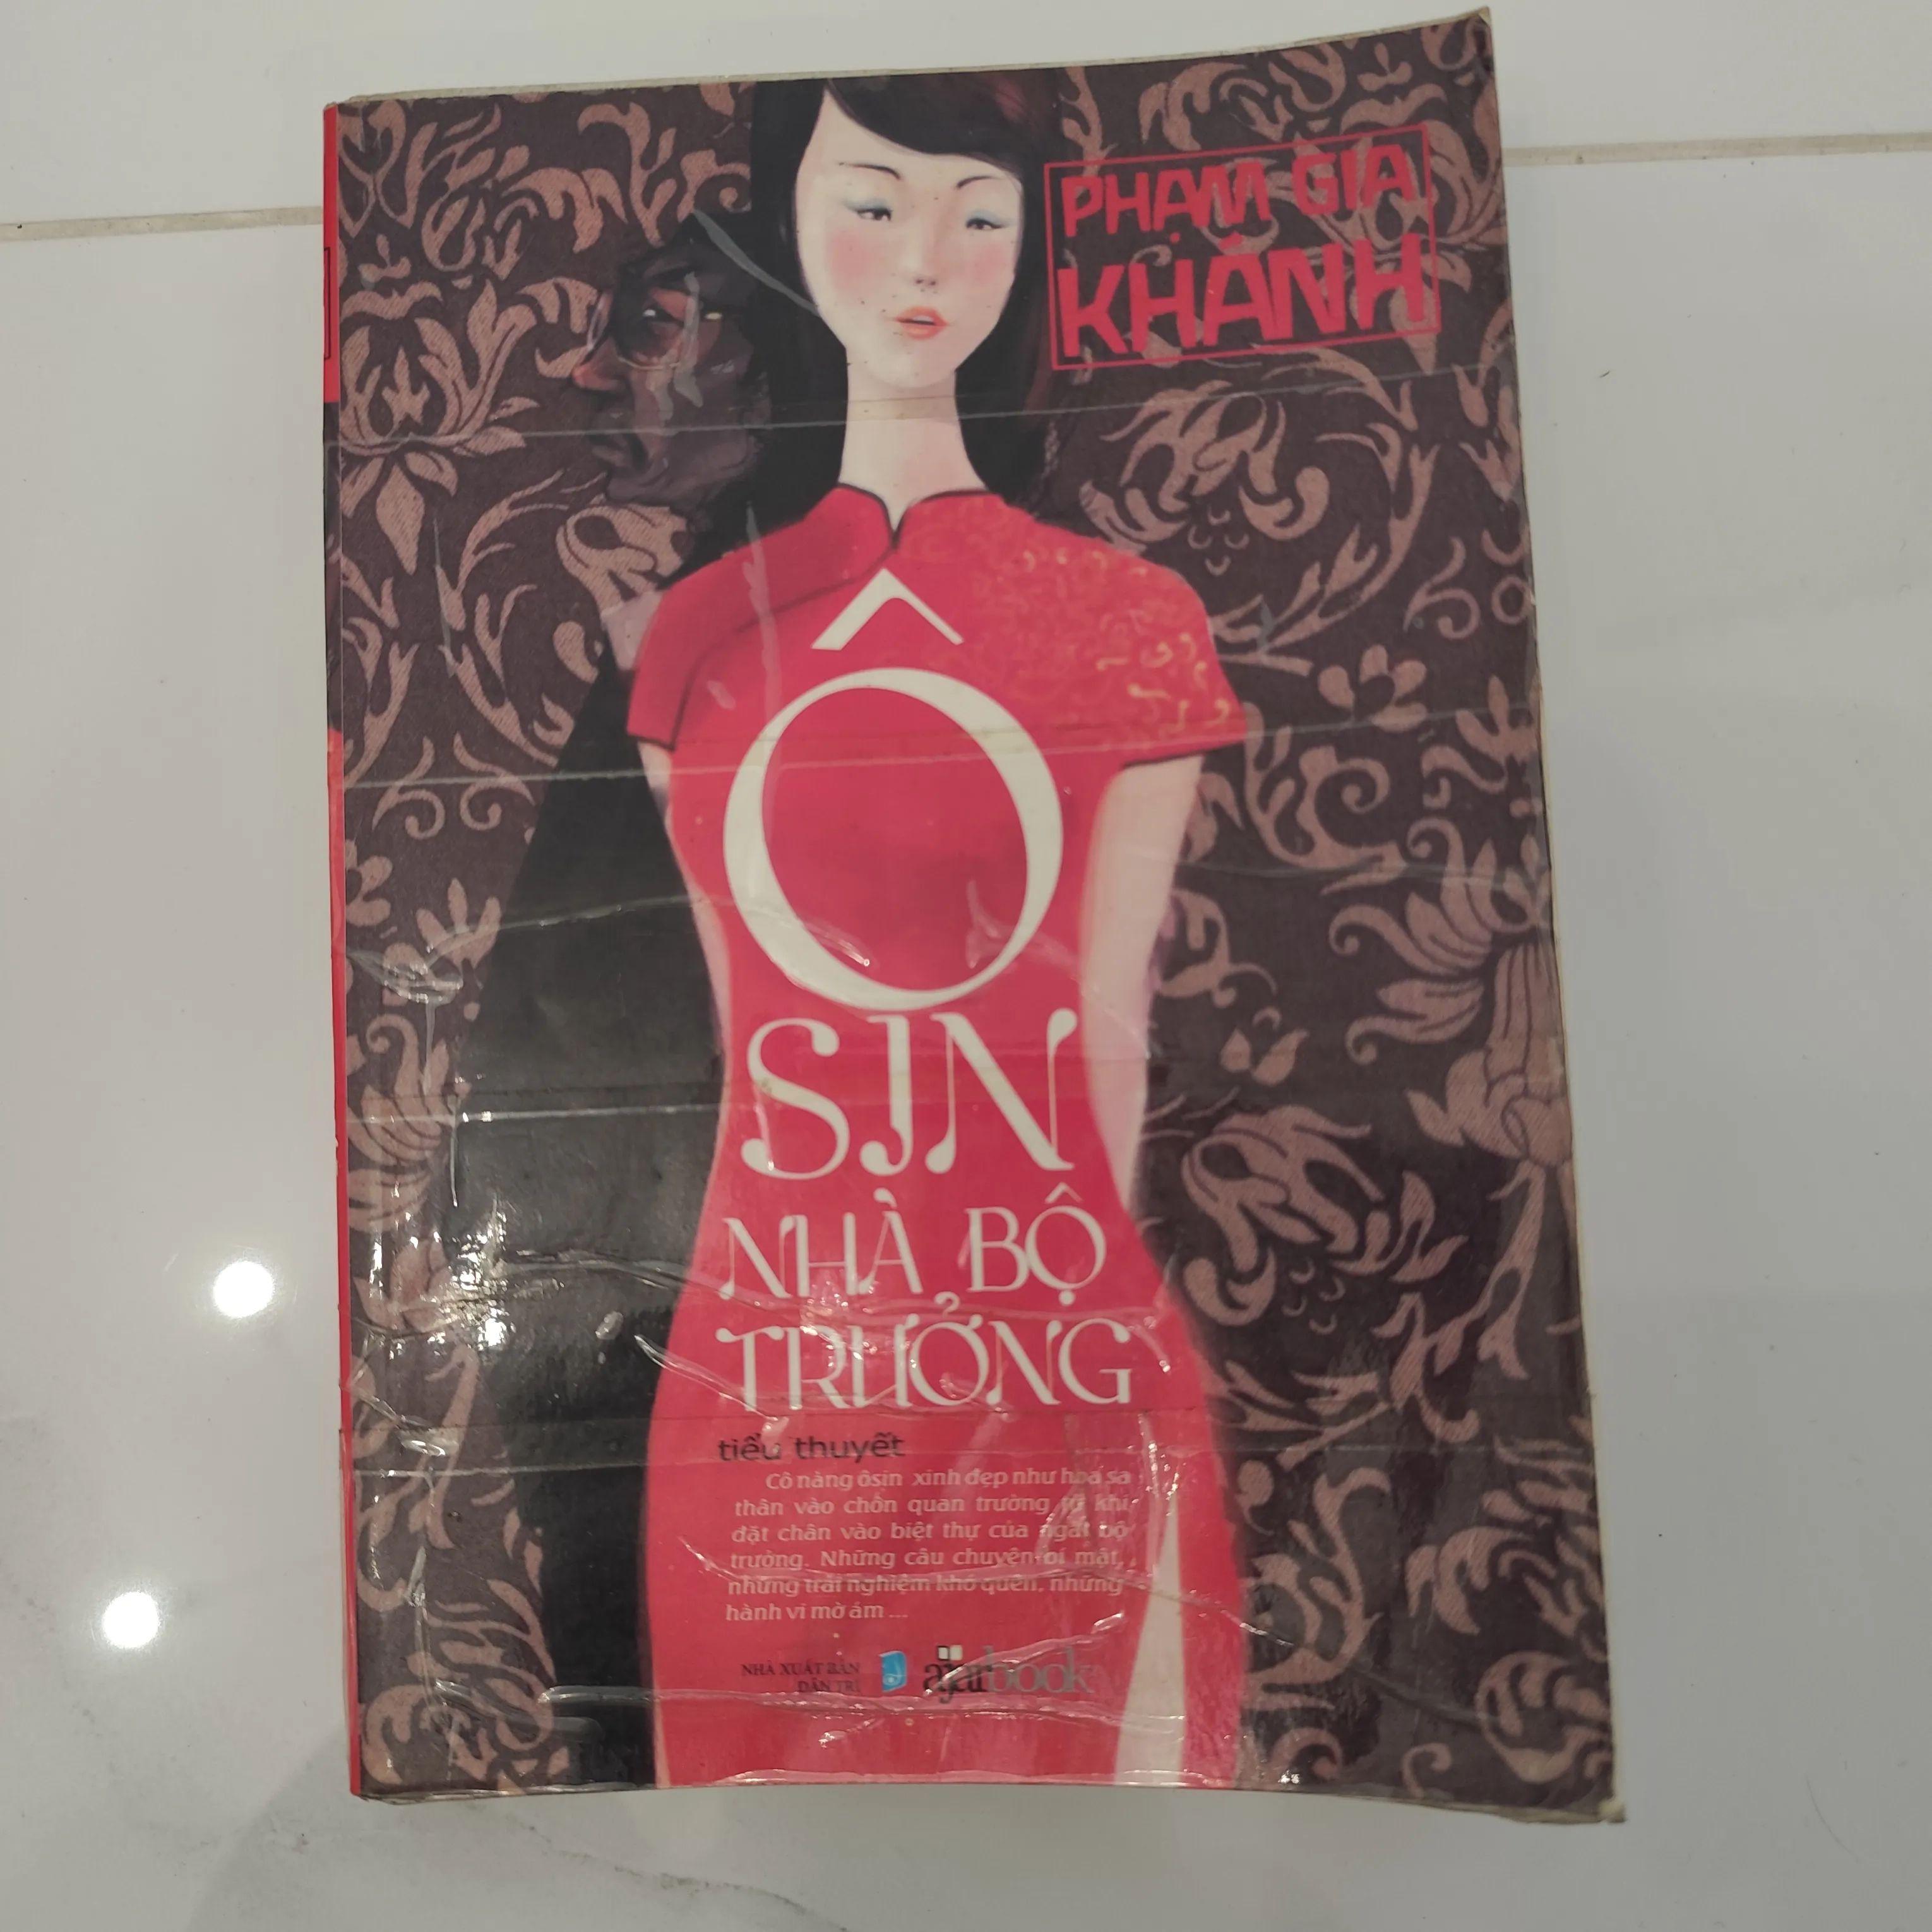 PHẠM GIA
KHÁNH
Ô
SIN
NHÀ BỘ
TRƯỞNG
tiểu thuyết
Cô nàng ôsin xinh đẹp như hoa sa
thân vào chốn quan trường từ khi
đặt chân vào biệt thự của ngài bộ
trưởng. Những câu chuyện bí mật,
những trải nghiệm khó quên, những
hành vi mờ ám ...
NHÀ XUẤT BẢN
DÂN TRÍ
ajarbook